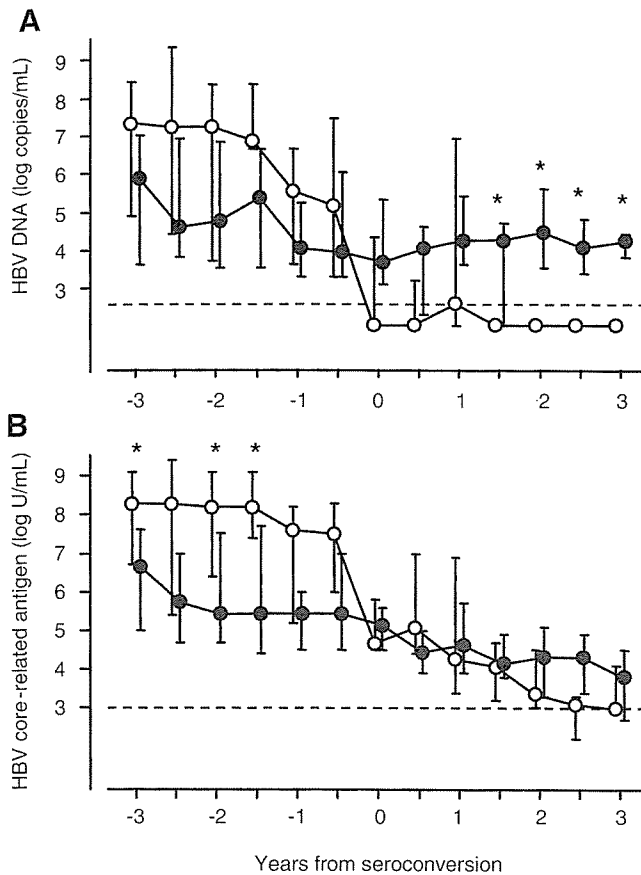 A
HBV DNA (log copies/mL)
9
8
7
6
5
4
3
* * * *
-3 -1 0 1 2 3
B
HBV core-related antigen (log U/mL)
* * *
9
8
7
6
5
4
3
-3 -1 0 1 2 3
Years from seroconversion